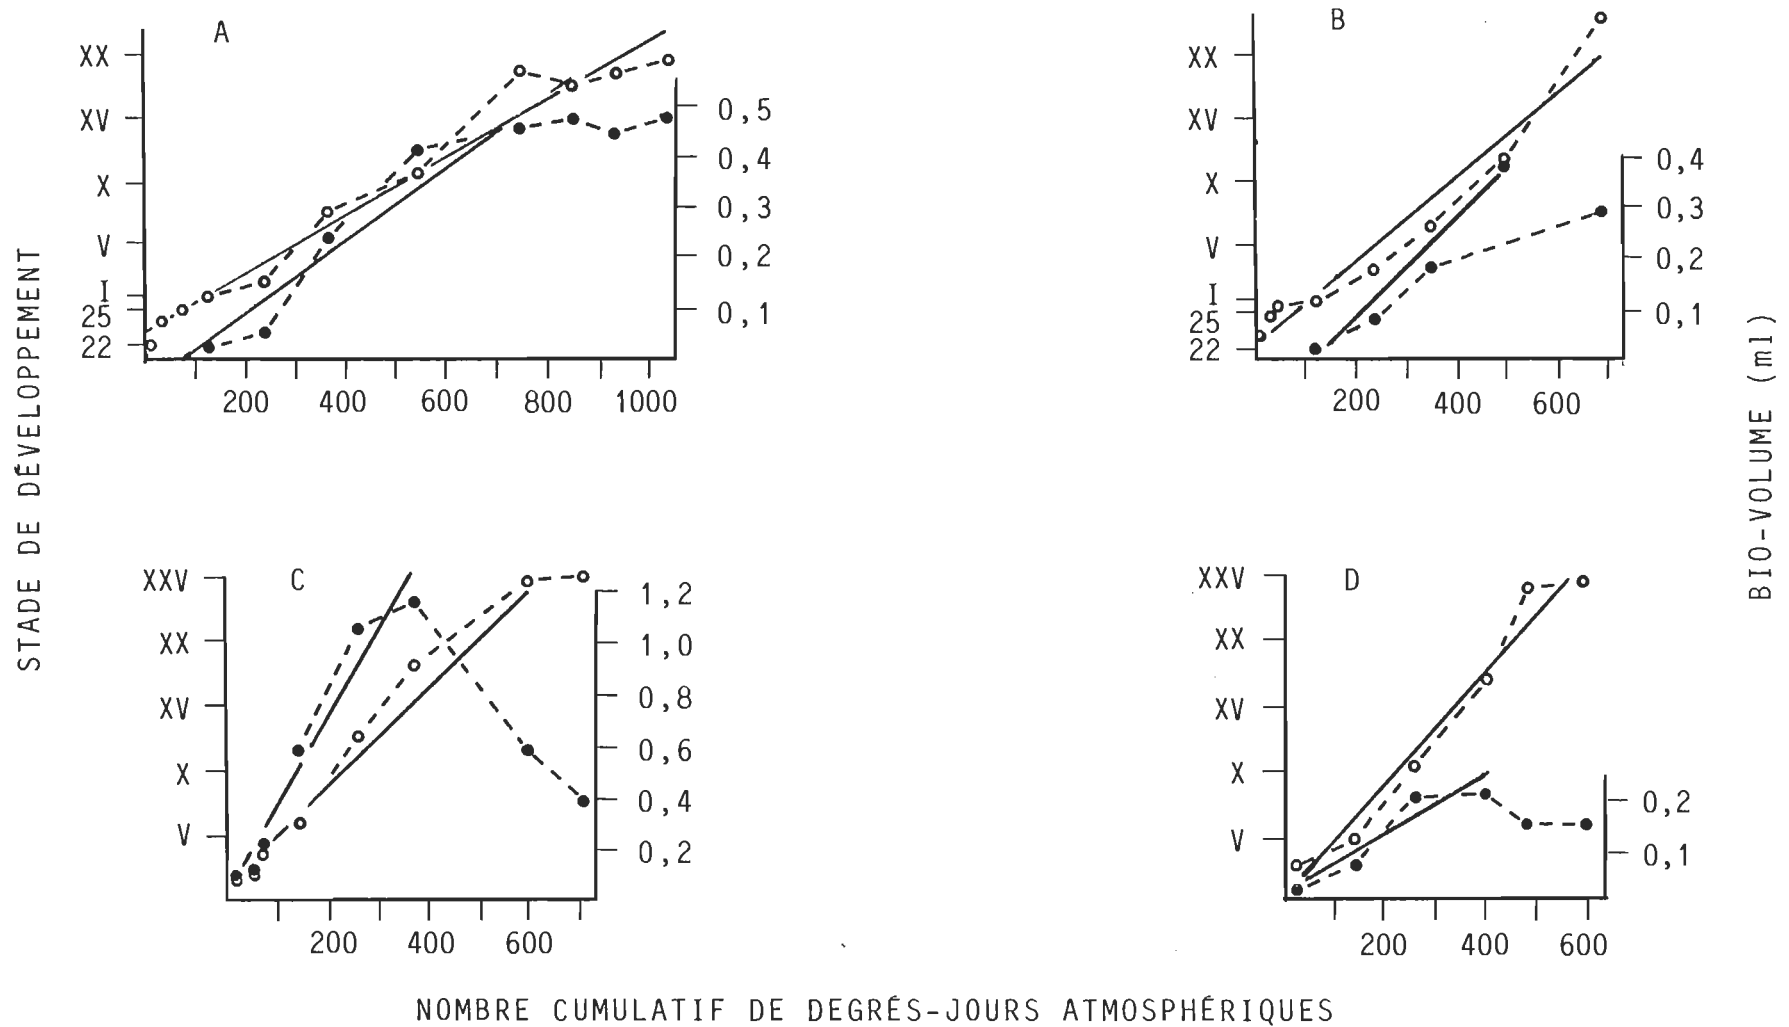 STADE DE DÉVELOPPEMENT
A
XX
XV
X
V
I
25
22
0,5
0,4
0,3
0,2
0,1
200 400 600 800 1000
B
XX
XV
X
V
I
25
22
0,4
0,3
0,2
0,1
200 400 600
C
XXV
XX
XV
X
V
1,2
1,0
0,8
0,6
0,4
0,2
200 400 600
D
XXV
XX
XV
X
V
0,2
0,1
200 400 600
BIO-VOLUME (ml)
NOMBRE CUMULATIF DE DEGRÉS-JOURS ATMOSPHÉRIQUES